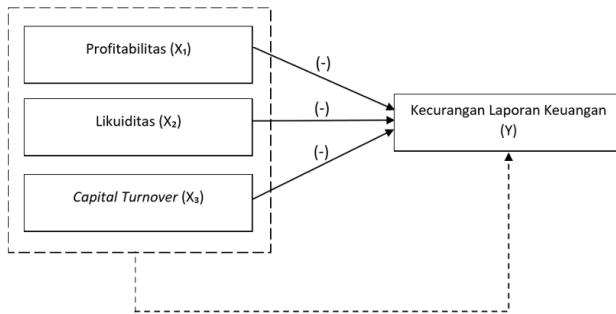 Profitabilitas (X₁)
(-)
Likuiditas (X₂)
(-)
Kecurangan Laporan Keuangan
(Y)
(-)
Capital Turnover (X₃)